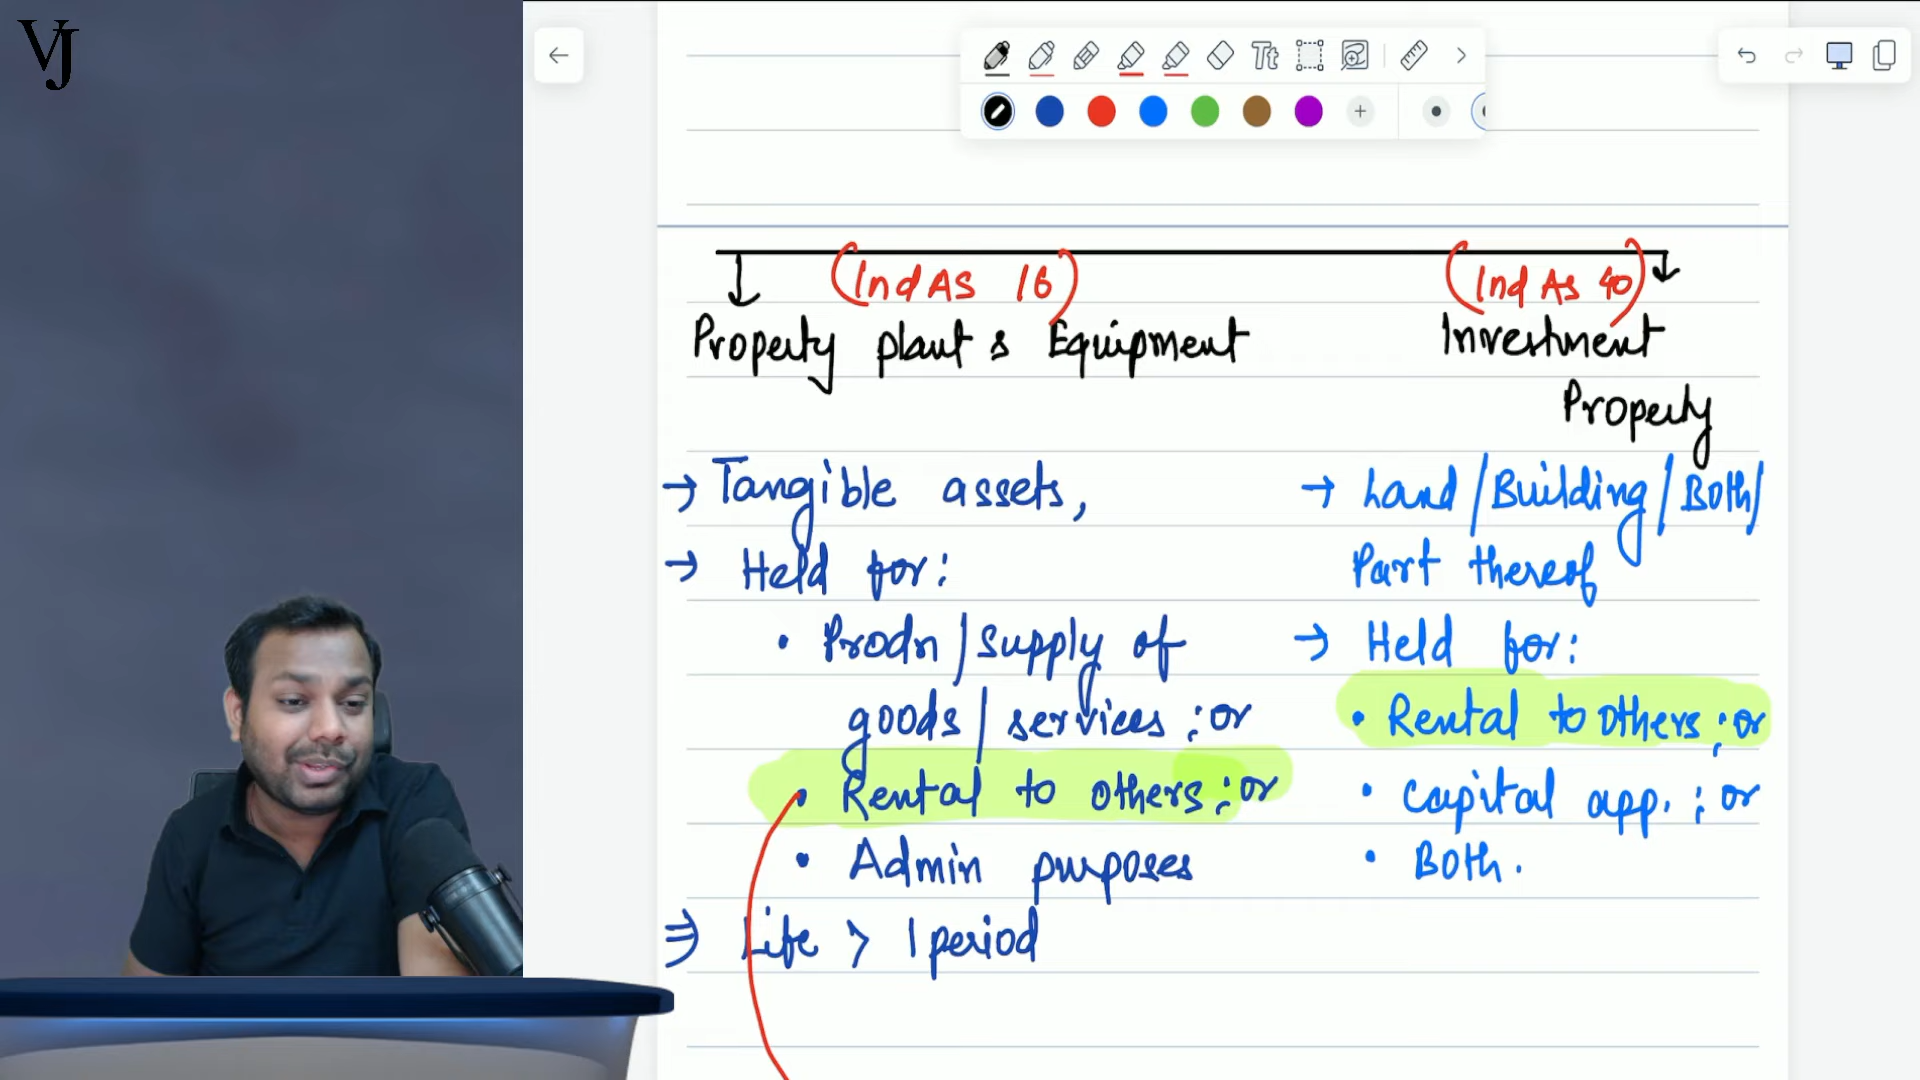 VJ
Tt
(Ind AS 16)
(Ind As 40)
Property plant & Equipment
Investment
Property
→ Tangible assets,
→ Held for:
• Prodn/supply of
goods/services ; or
• Rental to others ; or
• Admin purposes
⇒ Life > 1 period
→ Land/Building/Both/
Part thereof
→ Held for:
• Rental to others ; or
• Capital app. ; or
• Both.